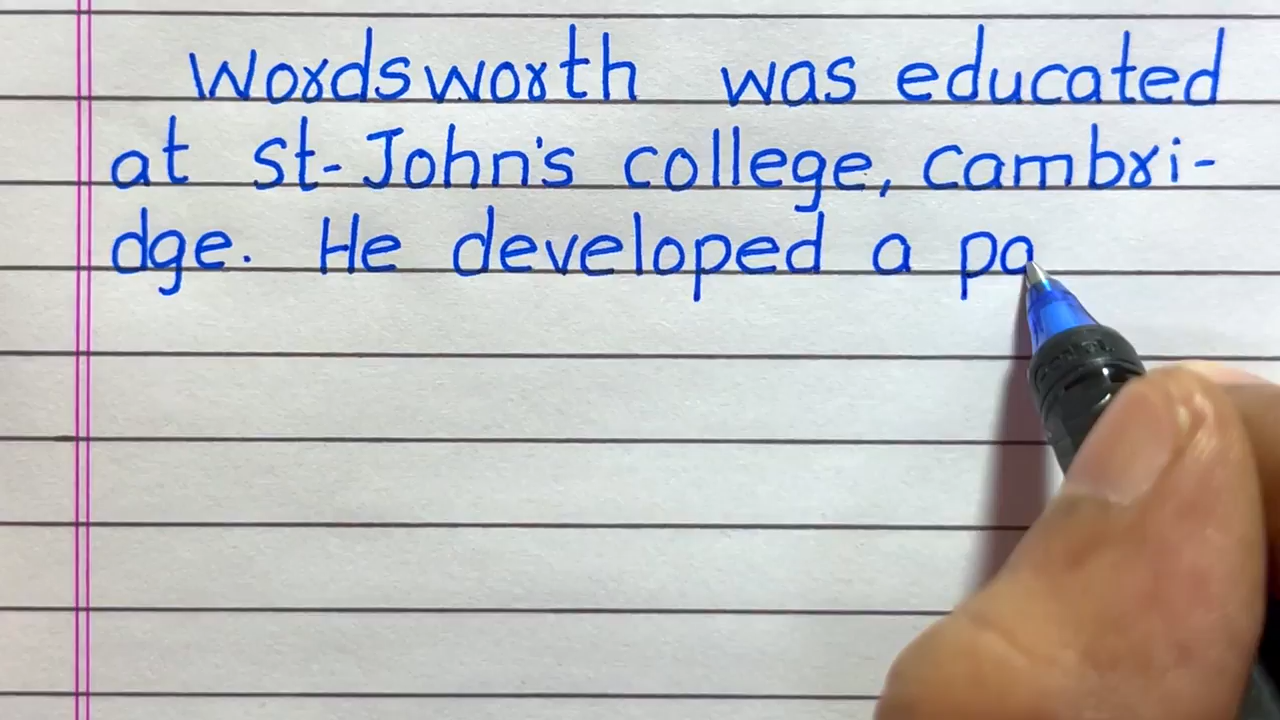 Wordsworth was educated
at st-John's college, cambri-
dge. He developed a pa